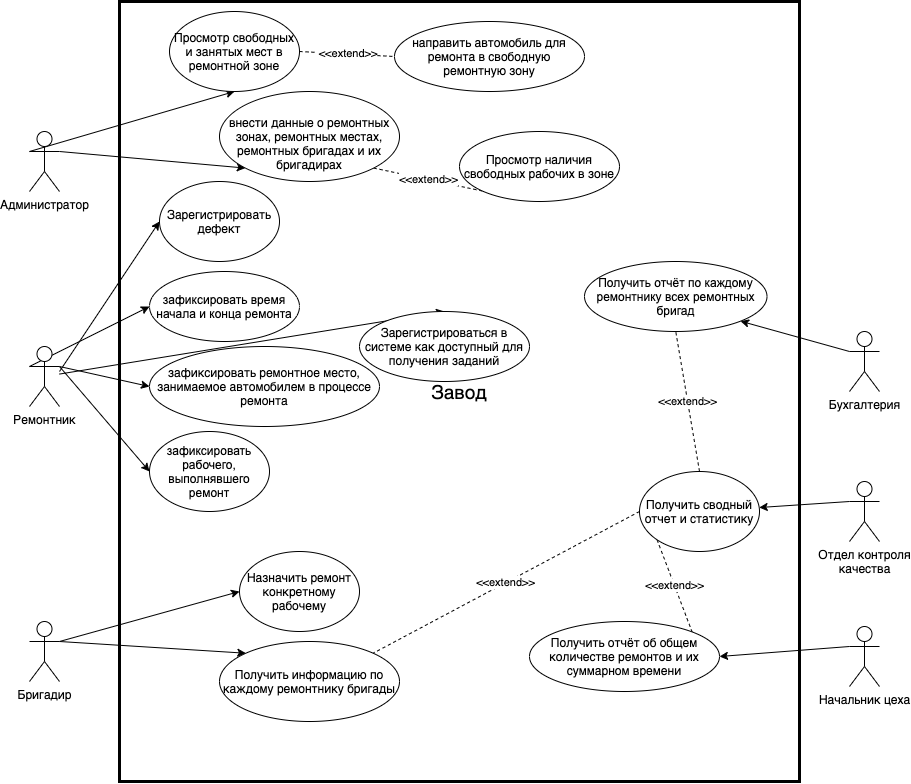 Просмотр свободных
и занятых мест в
ремонтной зоне
<<extend>>
направить автомобиль для
ремонта в свободную
ремонтную зону
внести данные о ремонтных
зонах, ремонтных местах,
ремонтных бригадах и их
бригадирах
<<extend>>
Просмотр наличия
свободных рабочих в зоне
Администратор
Зарегистрировать
дефект
зафиксировать время
начала и конца ремонта
Зарегистрироваться в
системе как доступный для
получения заданий
зафиксировать ремонтное место,
занимаемое автомобилем в процессе
ремонта
Завод
Ремонтник
зафиксировать
рабочего,
выполнявшего
ремонт
Получить отчёт по каждому
ремонтнику всех ремонтных
бригад
Бухгалтерия
<<extend>>
Получить сводный
отчет и статистику
Отдел контроля
качества
<<extend>>
<<extend>>
Назначить ремонт
конкретному
рабочему
Бригадир
Получить информацию по
каждому ремонтнику бригады
Получить отчёт об общем
количестве ремонтов и их
суммарном времени
Начальник цеха